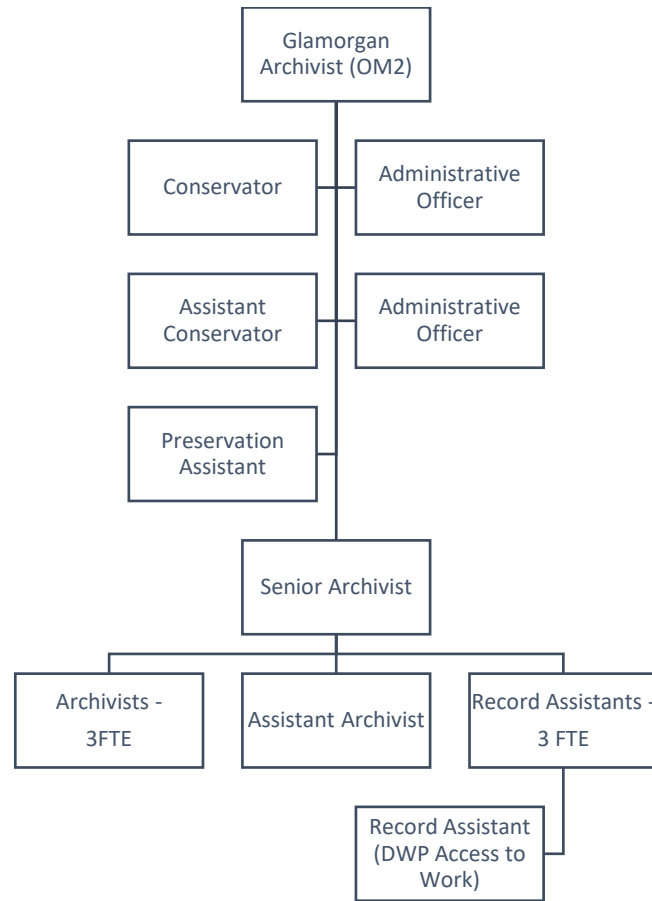 Glamorgan
Archivist (OM2)
Conservator
Administrative
Officer
Assistant
Conservator
Administrative
Officer
Preservation
Assistant
Senior Archivist
Archivists -
3FTE
Assistant Archivist
Record Assistants -
3 FTE
Record Assistant
(DWP Access to
Work)